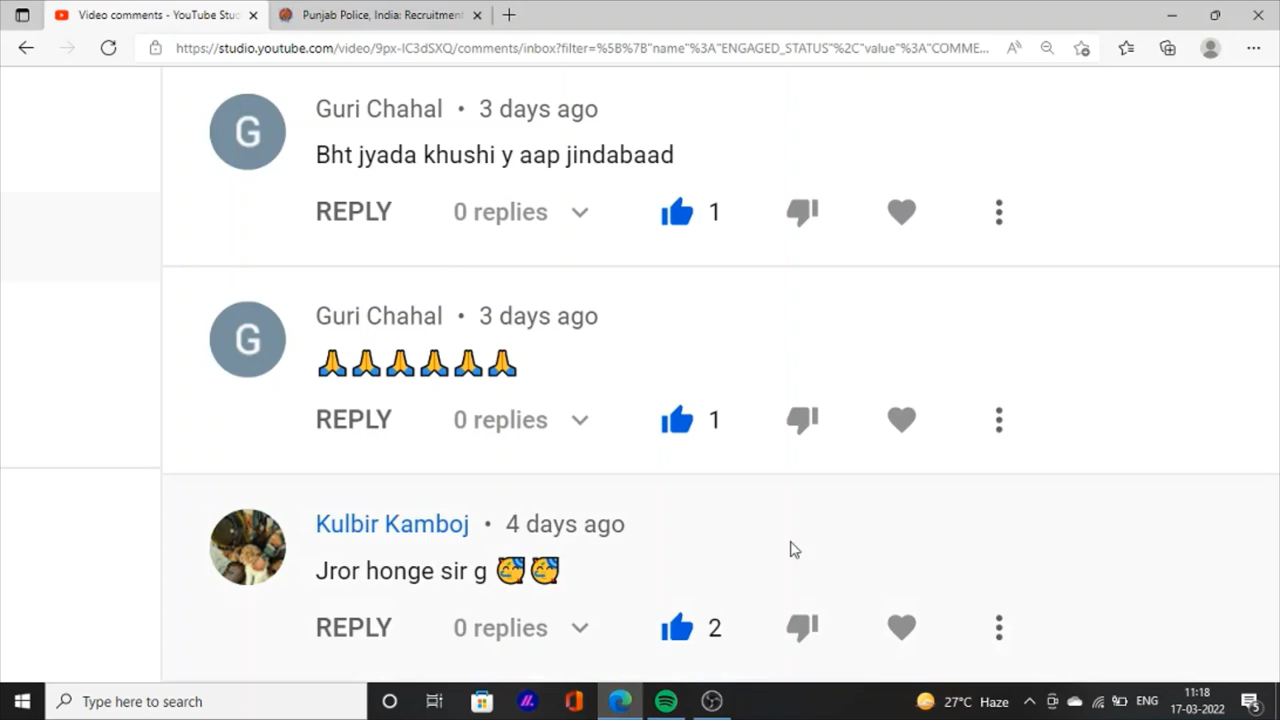 Video comments - YouTube Stu
Punjab Police, India: Recruitment
https://studio.youtube.com/video/9px-IC3dSXQ/comments/inbox?filter=%5B%7B"name"%3A"ENGAGED_STATUS"%2C"value"%3A"COMME...
Guri Chahal • 3 days ago
Bht jyada khushi y aap jindabaad
REPLY 0 replies 1
Guri Chahal • 3 days ago
🙏🙏🙏🙏🙏🙏
REPLY 0 replies 1
Kulbir Kamboj • 4 days ago
Jror honge sir g 🥳🥳
REPLY 0 replies 2
Type here to search
27°C Haze
ENG
11:18
17-03-2022
5